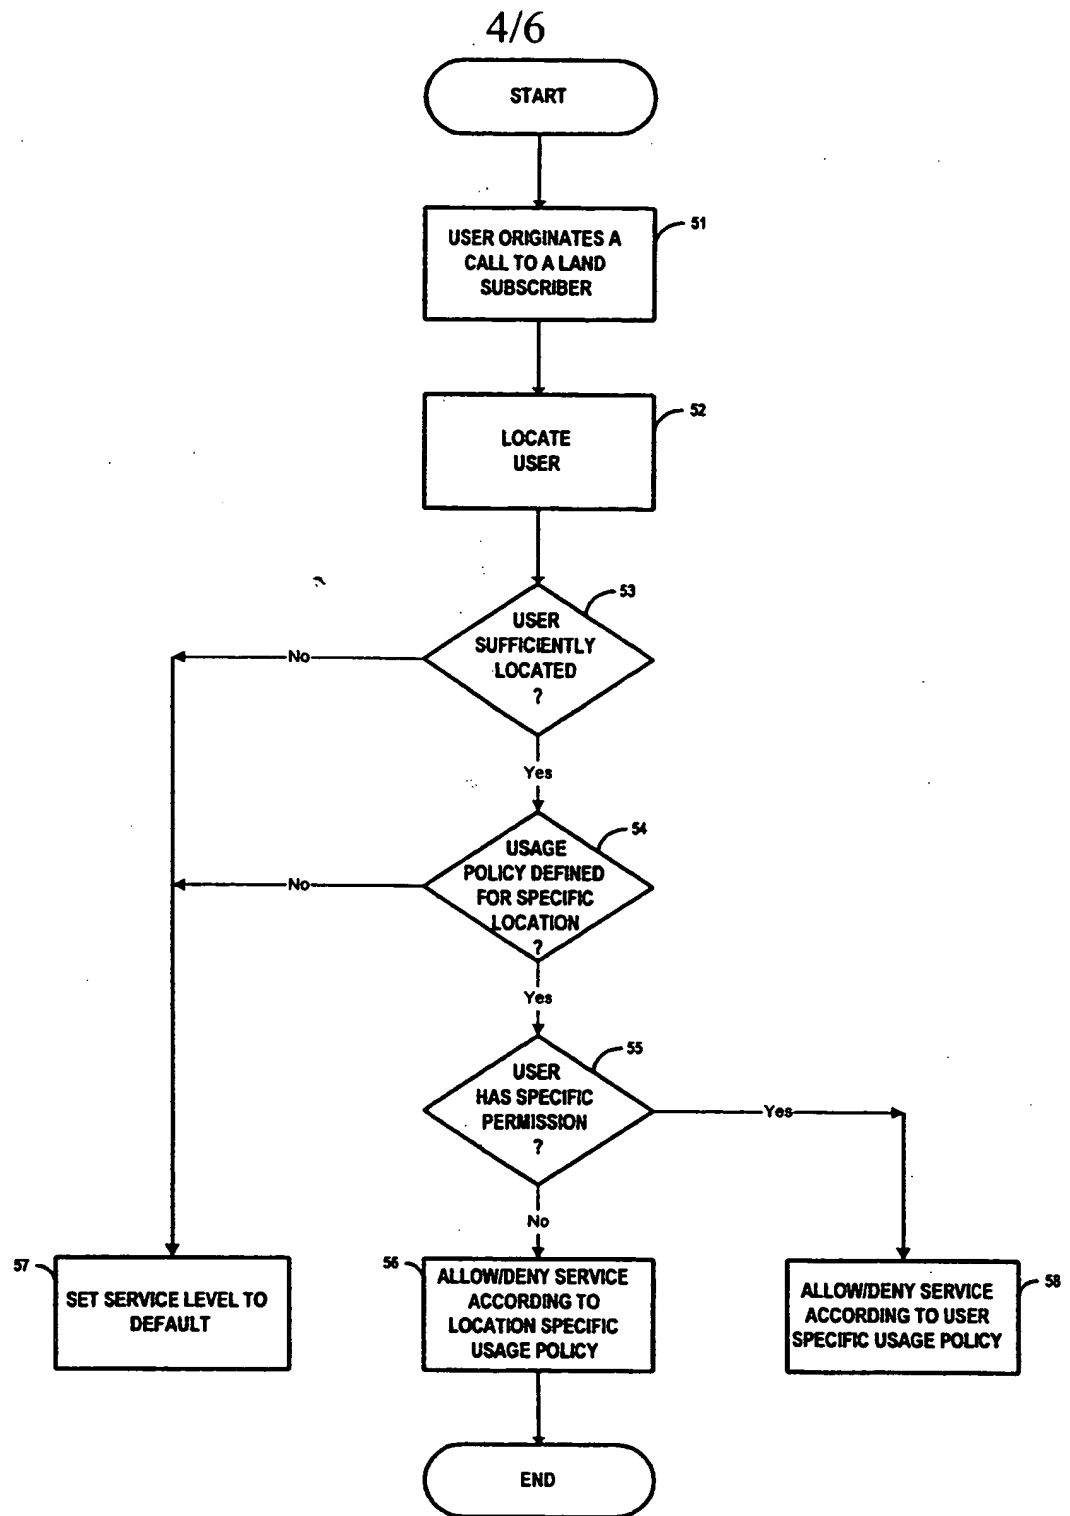 4/6
START
51
USER ORIGINATES A
CALL TO A LAND
SUBSCRIBER
52
LOCATE
USER
53
USER
SUFFICIENTLY
LOCATED
?
No
Yes
54
USAGE
POLICY DEFINED
FOR SPECIFIC
LOCATION
?
No
Yes
55
USER
HAS SPECIFIC
PERMISSION
?
Yes
No
57
SET SERVICE LEVEL TO
DEFAULT
56
ALLOW/DENY SERVICE
ACCORDING TO
LOCATION SPECIFIC
USAGE POLICY
58
ALLOW/DENY SERVICE
ACCORDING TO USER
SPECIFIC USAGE POLICY
END